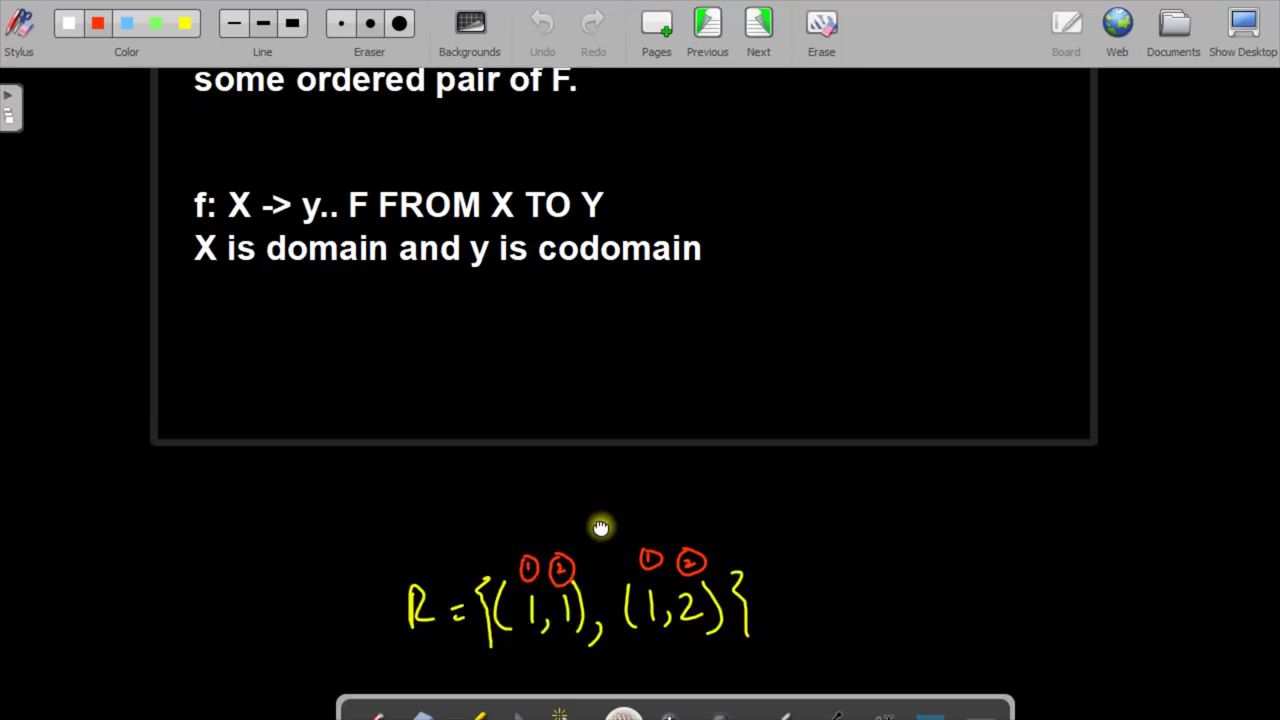 Stylus Color Line Eraser Backgrounds Undo Redo Pages Previous Next Erase Board Web Documents Show Desktop
some ordered pair of F.
f: X -> y.. F FROM X TO Y
X is domain and y is codomain
① ② ① ②
R = {(1,1), (1,2)}